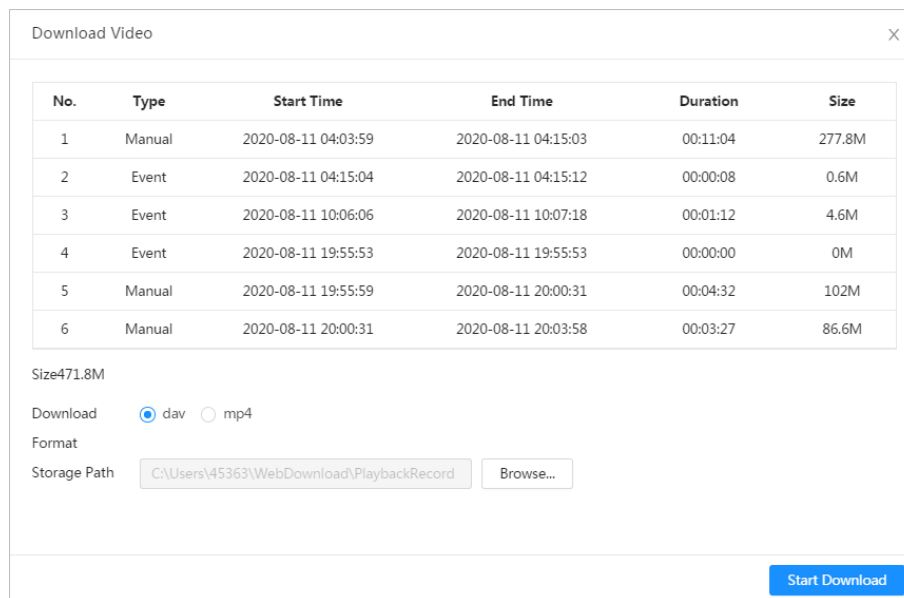 Download Video
No. Type Start Time End Time Duration Size
1 Manual 2020-08-11 04:03:59 2020-08-11 04:15:03 00:11:04 277.8M
2 Event 2020-08-11 04:15:04 2020-08-11 04:15:12 00:00:08 0.6M
3 Event 2020-08-11 10:06:06 2020-08-11 10:07:18 00:01:12 4.6M
4 Event 2020-08-11 19:55:53 2020-08-11 19:55:53 00:00:00 0M
5 Manual 2020-08-11 19:55:59 2020-08-11 20:00:31 00:04:32 102M
6 Manual 2020-08-11 20:00:31 2020-08-11 20:03:58 00:03:27 86.6M
Size471.8M
Download dav mp4
Format
Storage Path C:\Users\45363\WebDownload\PlaybackRecord Browse...
Start Download